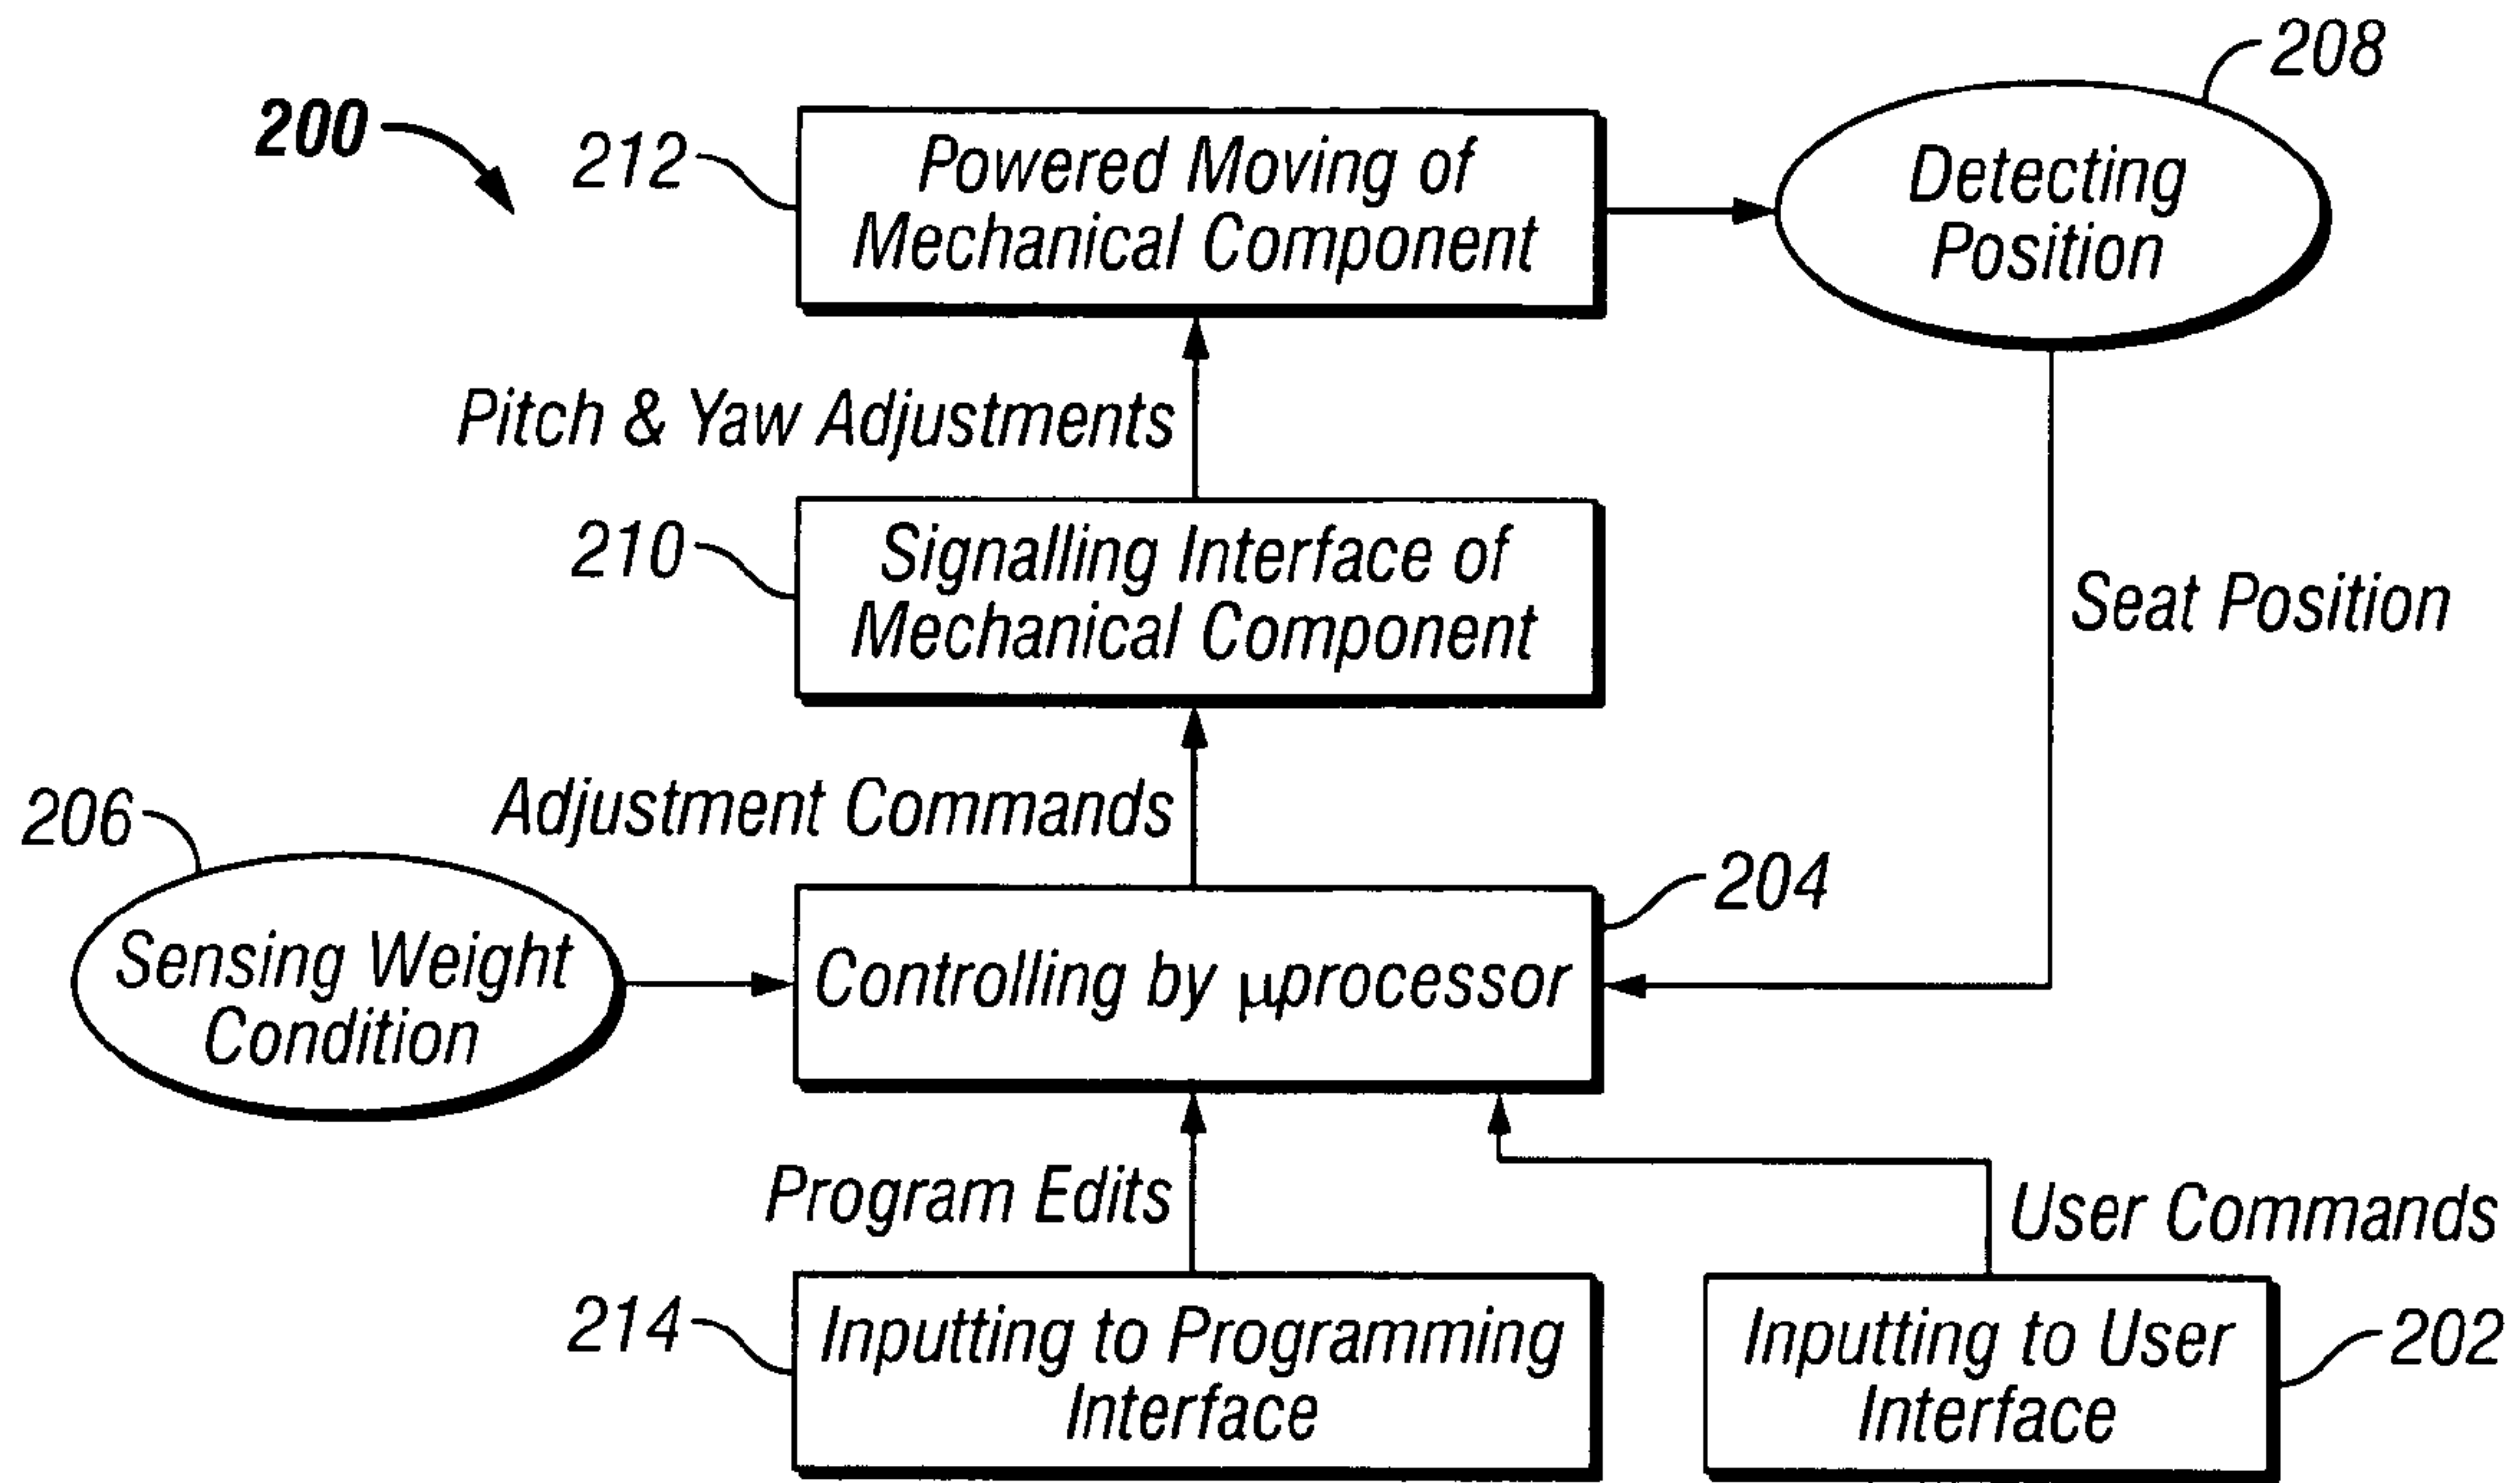 200
212
Powered Moving of
Mechanical Component
208
Detecting
Position
Pitch & Yaw Adjustments
210
Signalling Interface of
Mechanical Component
Seat Position
Adjustment Commands
206
Sensing Weight
Condition
204
Controlling by µprocessor
Program Edits
User Commands
214
Inputting to Programming
Interface
Inputting to User
Interface
202